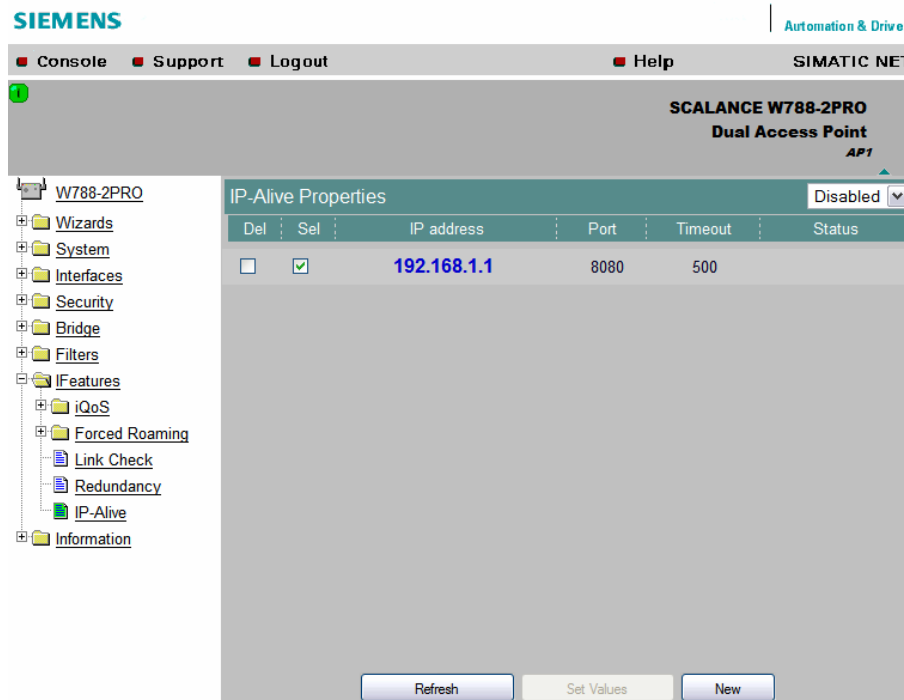 SIEMENS
Automation & Drive
Console Support Logout Help SIMATIC NET
SCALANCE W788-2PRO
Dual Access Point
AP1
W788-2PRO
Wizards
System
Interfaces
Security
Bridge
Filters
IFeatures
iQoS
Forced Roaming
Link Check
Redundancy
IP-Alive
Information
IP-Alive Properties Disabled
Del Sel IP address Port Timeout Status
192.168.1.1 8080 500
Refresh Set Values New